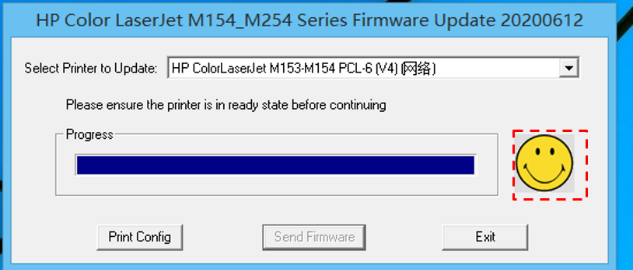 HP Color LaserJet M154_M254 Series Firmware Update 20200612
Select Printer to Update: HP ColorLaserJet M153-M154 PCL-6 (V4) (网络)
Please ensure the printer is in ready state before continuing
Progress
Print Config Send Firmware Exit